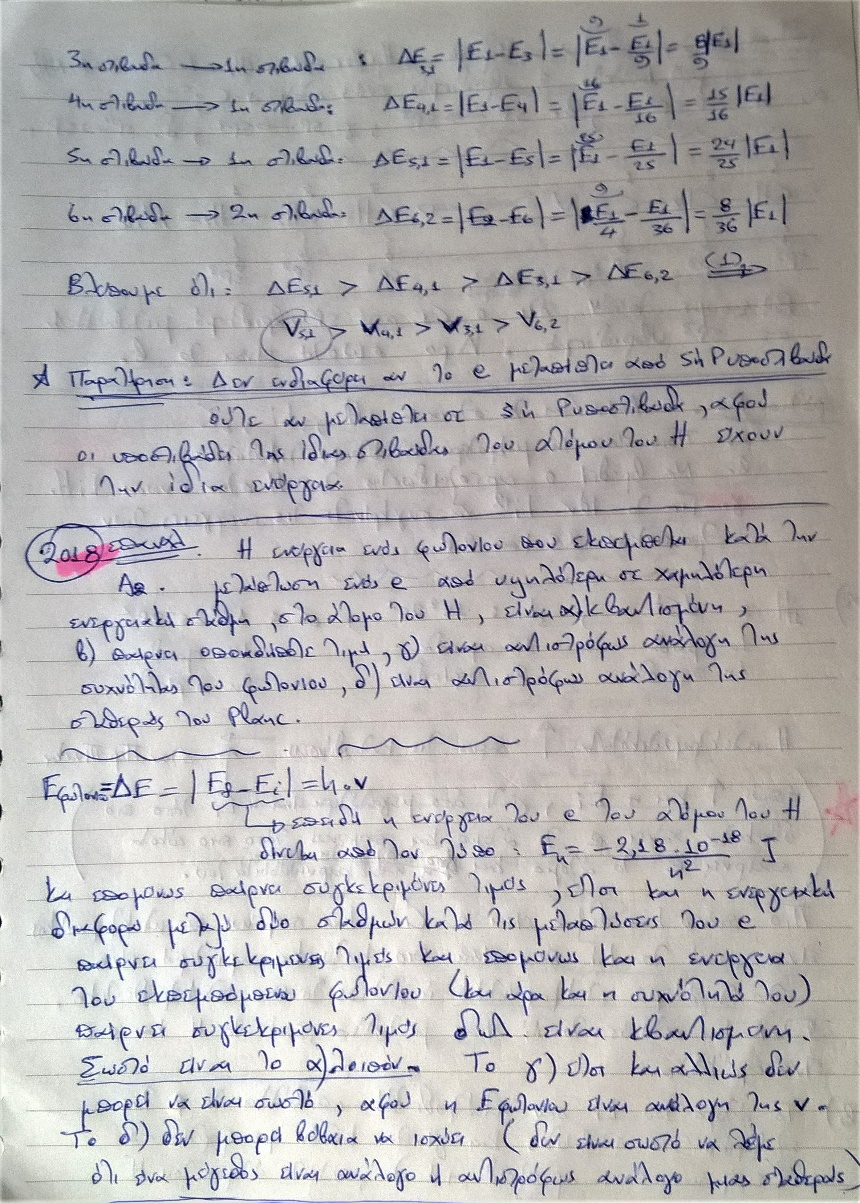 3η στιβάδα → 1η στιβάδα : ΔE₃,₁ = |E₁-E₃| = |E₁ - E₁/9| = 8/9|E₁|
4η στιβάδα → 1η στιβάδα: ΔE₄,₁ = |E₁-E₄| = |E₁ - E₁/16| = 15/16 |E₁|
5η στιβάδα → 1η στιβάδα: ΔE₅,₁ = |E₁-E₅| = |E₁ - E₁/25| = 24/25 |E₁|
6η στιβάδα → 2η στιβάδα: ΔE₆,₂ = |E₂-E₆| = |E₁/4 - E₁/36| = 8/36 |E₁|
Βλέπουμε ότι: ΔE₅,₁ > ΔE₄,₁ > ΔE₃,₁ > ΔE₆,₂ (1)⇒
V₅,₁ > V₄,₁ > V₃,₁ > V₆,₂
Παρατήρηση: Δεν ενδιαφέρει αν το e μεταπίπτει από s ή p υποστιβάδα
ούτε αν μεταπίπτει σε s ή p υποστιβάδα, αφού
οι υποστιβάδες της ίδιας στιβάδας του ατόμου του H έχουν
την ίδια ενέργεια.
2018 επαναλ. Η ενέργεια ενός φωτονίου που εκπέμπεται κατά την
μετάπτωση ενός e από υψηλότερη σε χαμηλότερη
ενεργειακή στάθμη, στο άτομο του H, είναι α) κβαντισμένη,
β) παίρνει οποιαδήποτε τιμή, γ) είναι αντιστρόφως ανάλογη της
συχνότητας του φωτονίου, δ) είναι αντιστρόφως ανάλογη της
σταθεράς του Planc.
Eφωτον = ΔE = |Ef - Ei| = h·ν
επειδή η ενέργεια του e του ατόμου του H
δίνεται από τον τύπο: Eₙ = -2,18·10⁻¹⁸/n² J
και επομένως παίρνει συγκεκριμένες τιμές, έτσι και η ενεργειακή
διαφορά μεταξύ δύο σταθμών κατά τις μεταπτώσεις του e
παίρνει συγκεκριμένες τιμές και επομένως και η ενέργεια
του εκπεμπόμενου φωτονίου (και άρα και η συχνότητά του)
παίρνει συγκεκριμένες τιμές δηλ. είναι κβαντισμένη.
Σωστό είναι το α) λοιπόν. Το γ) έτσι και αλλιώς δεν
μπορεί να είναι σωστό, αφού η Eφωτονίου είναι ανάλογη της ν.
Το δ) δεν μπορεί βέβαια να ισχύει (δεν είναι σωστό να λέμε
ότι ένα μέγεθος είναι ανάλογο ή αντιστρόφως ανάλογο μιας σταθεράς)